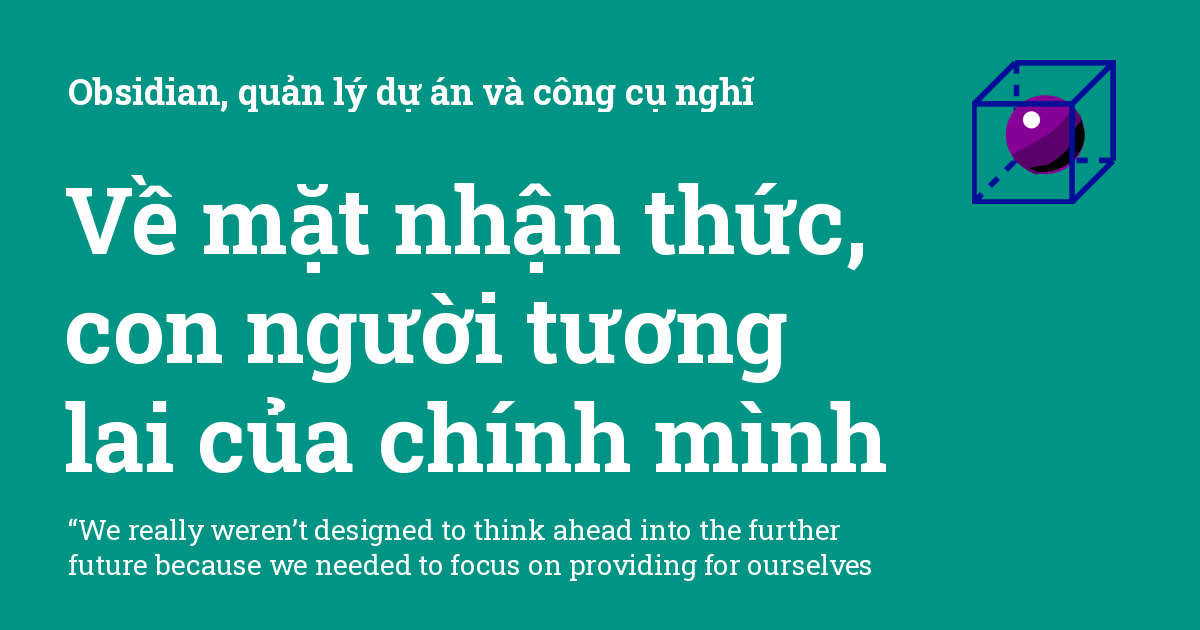 Obsidian, quản lý dự án và công cụ nghĩ
Về mặt nhận thức,
con người tương
lai của chính mình
“We really weren’t designed to think ahead into the further
future because we needed to focus on providing for ourselves